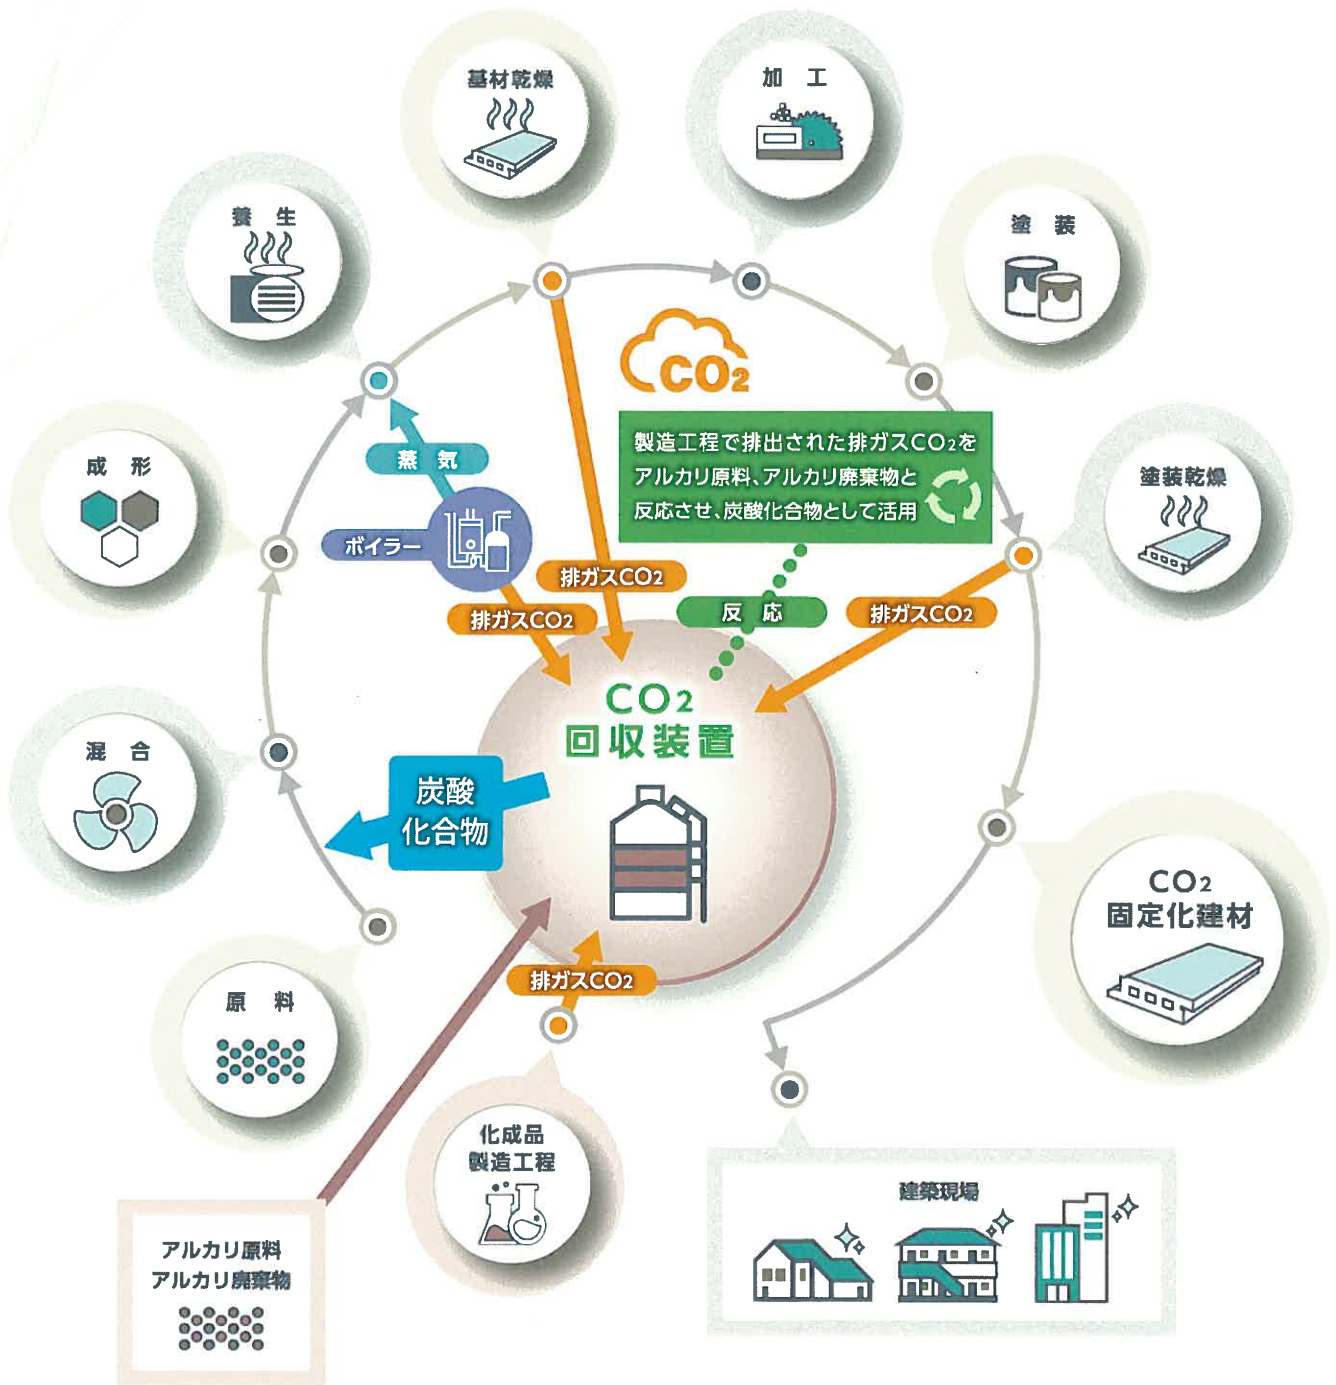 基材乾燥
加 工
養 生
塗 装
CO2
成 形
蒸 気
製造工程で排出された排ガスCO2を
アルカリ原料、アルカリ廃棄物と
反応させ、炭酸化合物として活用
塗装乾燥
ボイラー
排ガスCO2
排ガスCO2
反 応
排ガスCO2
CO2
回収装置
混 合
炭酸
化合物
CO2
固定化建材
排ガスCO2
原 料
化成品
製造工程
建築現場
アルカリ原料
アルカリ廃棄物